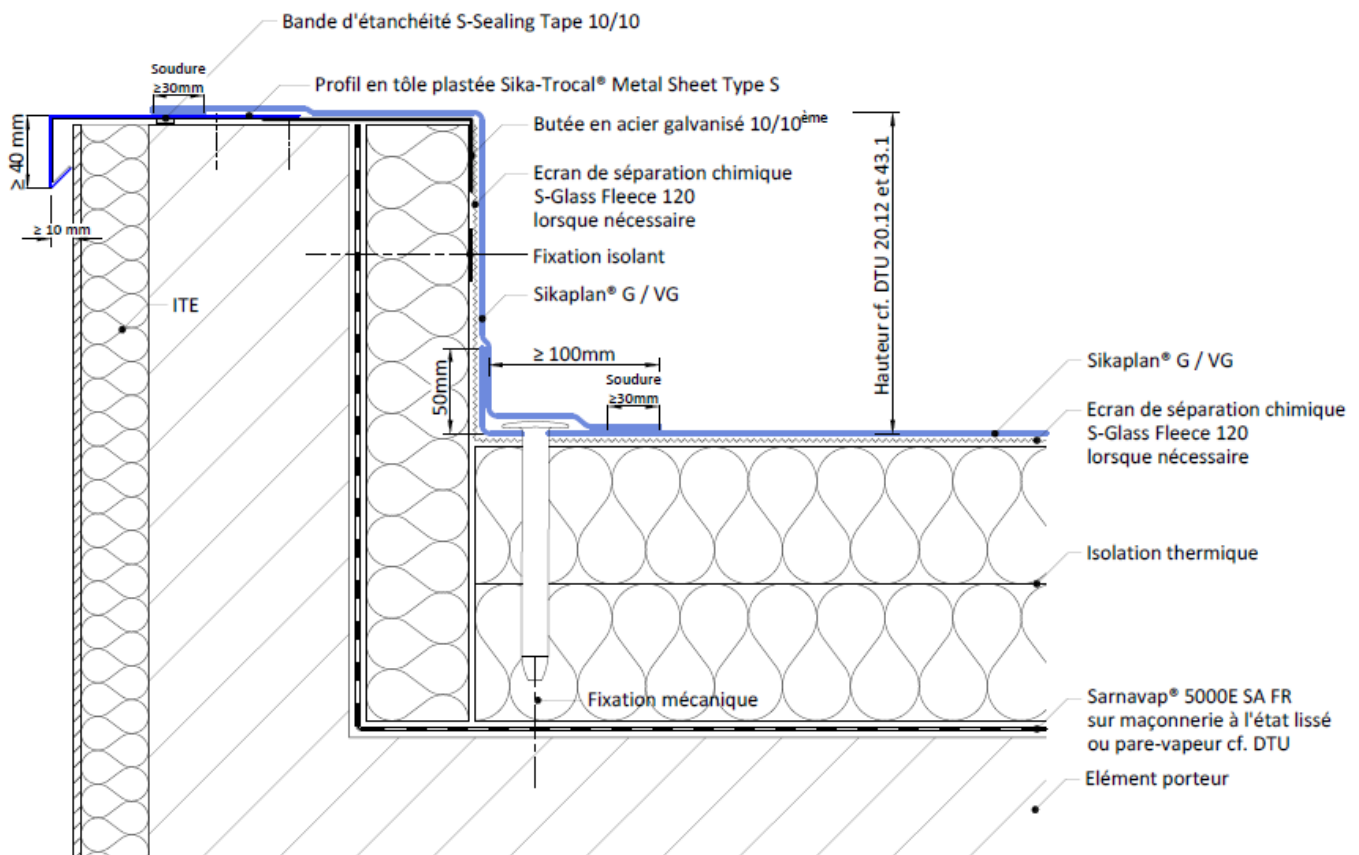 Bande d'étanchéité S-Sealing Tape 10/10
Soudure
≥30mm
Profil en tôle plastée Sika-Trocal® Metal Sheet Type S
≥ 40 mm
≥ 10 mm
Butée en acier galvanisé 10/10ème
Ecran de séparation chimique
S-Glass Fleece 120
lorsque nécessaire
Fixation isolant
ITE
Sikaplan® G / VG
Hauteur cf. DTU 20.12 et 43.1
≥ 100mm
50mm
Soudure
≥30mm
Sikaplan® G / VG
Ecran de séparation chimique
S-Glass Fleece 120
lorsque nécessaire
Isolation thermique
Fixation mécanique
Sarnavap® 5000E SA FR
sur maçonnerie à l'état lissé
ou pare-vapeur cf. DTU
Elément porteur